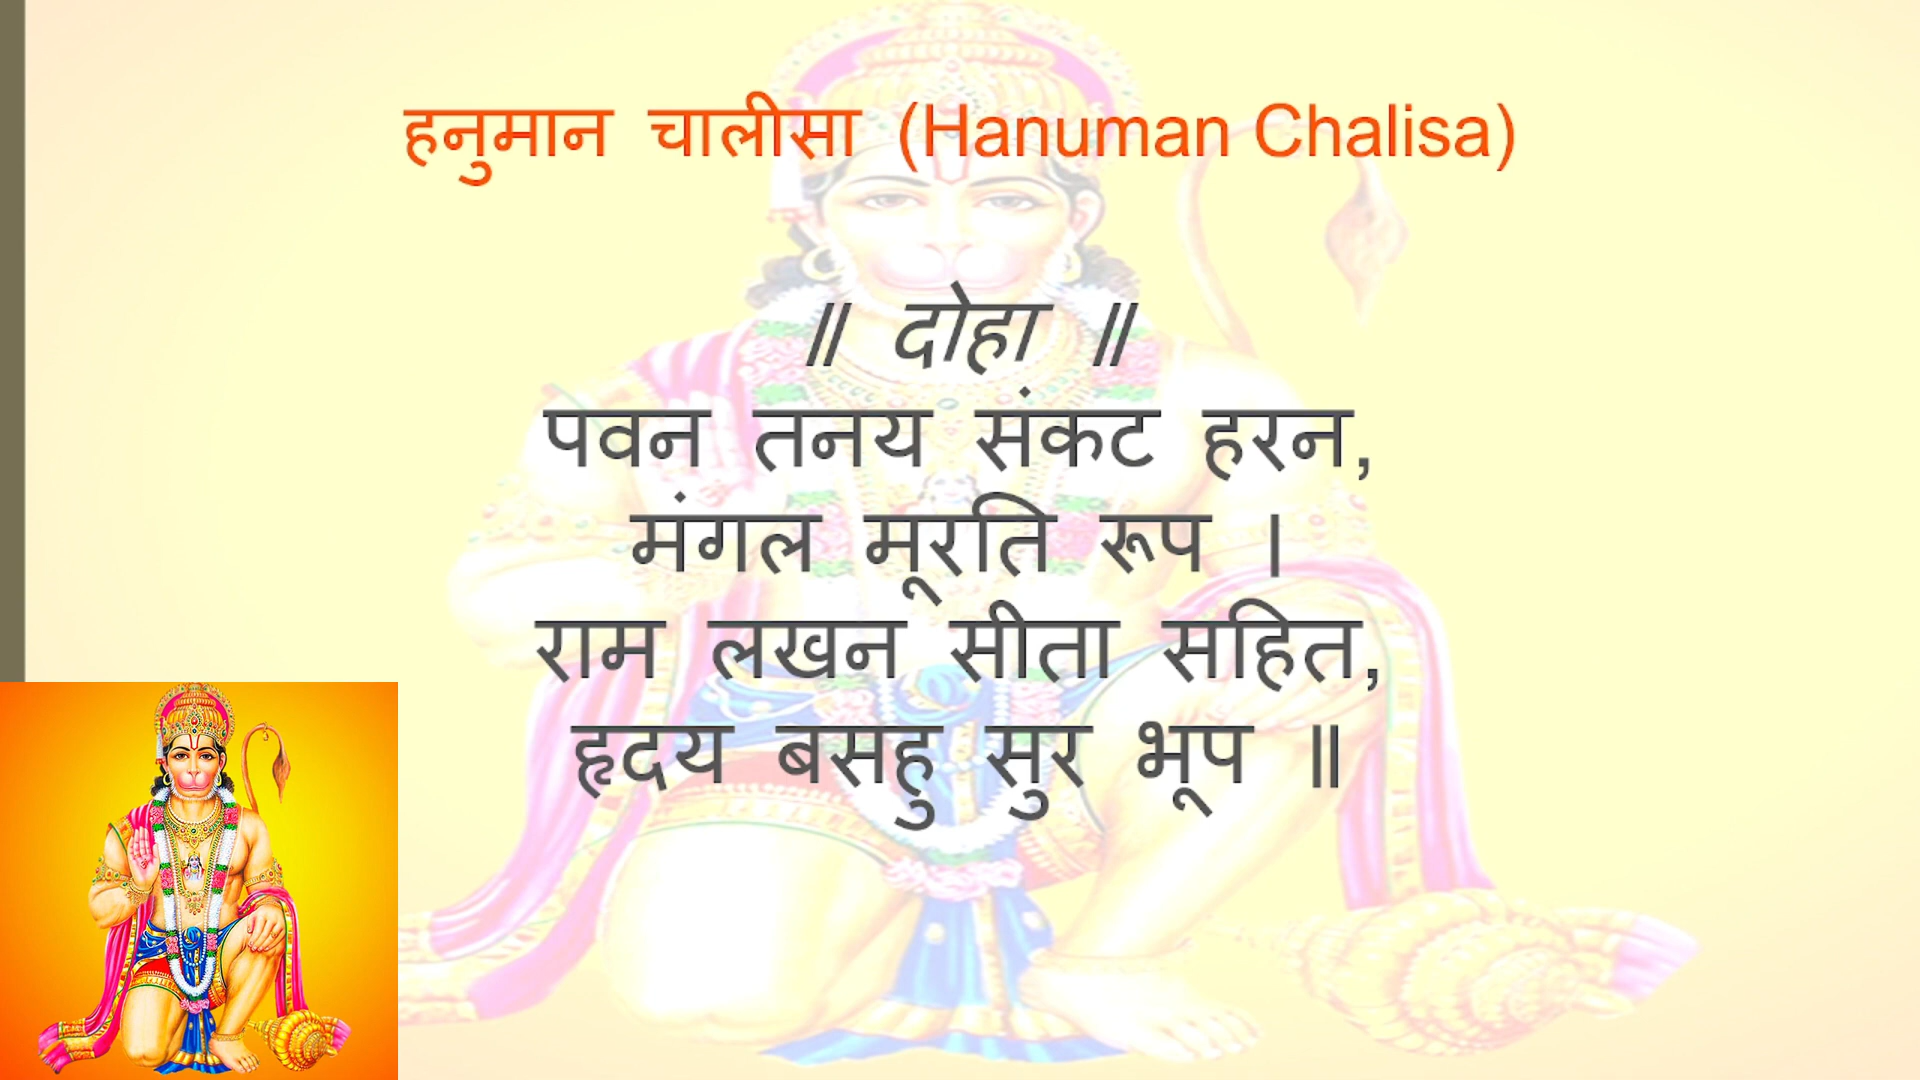 हनुमान चालीसा (Hanuman Chalisa)
॥ दोहा ॥
पवन तनय संकट हरन,
मंगल मूरति रूप ।
राम लखन सीता सहित,
हृदय बसहु सुर भूप ॥